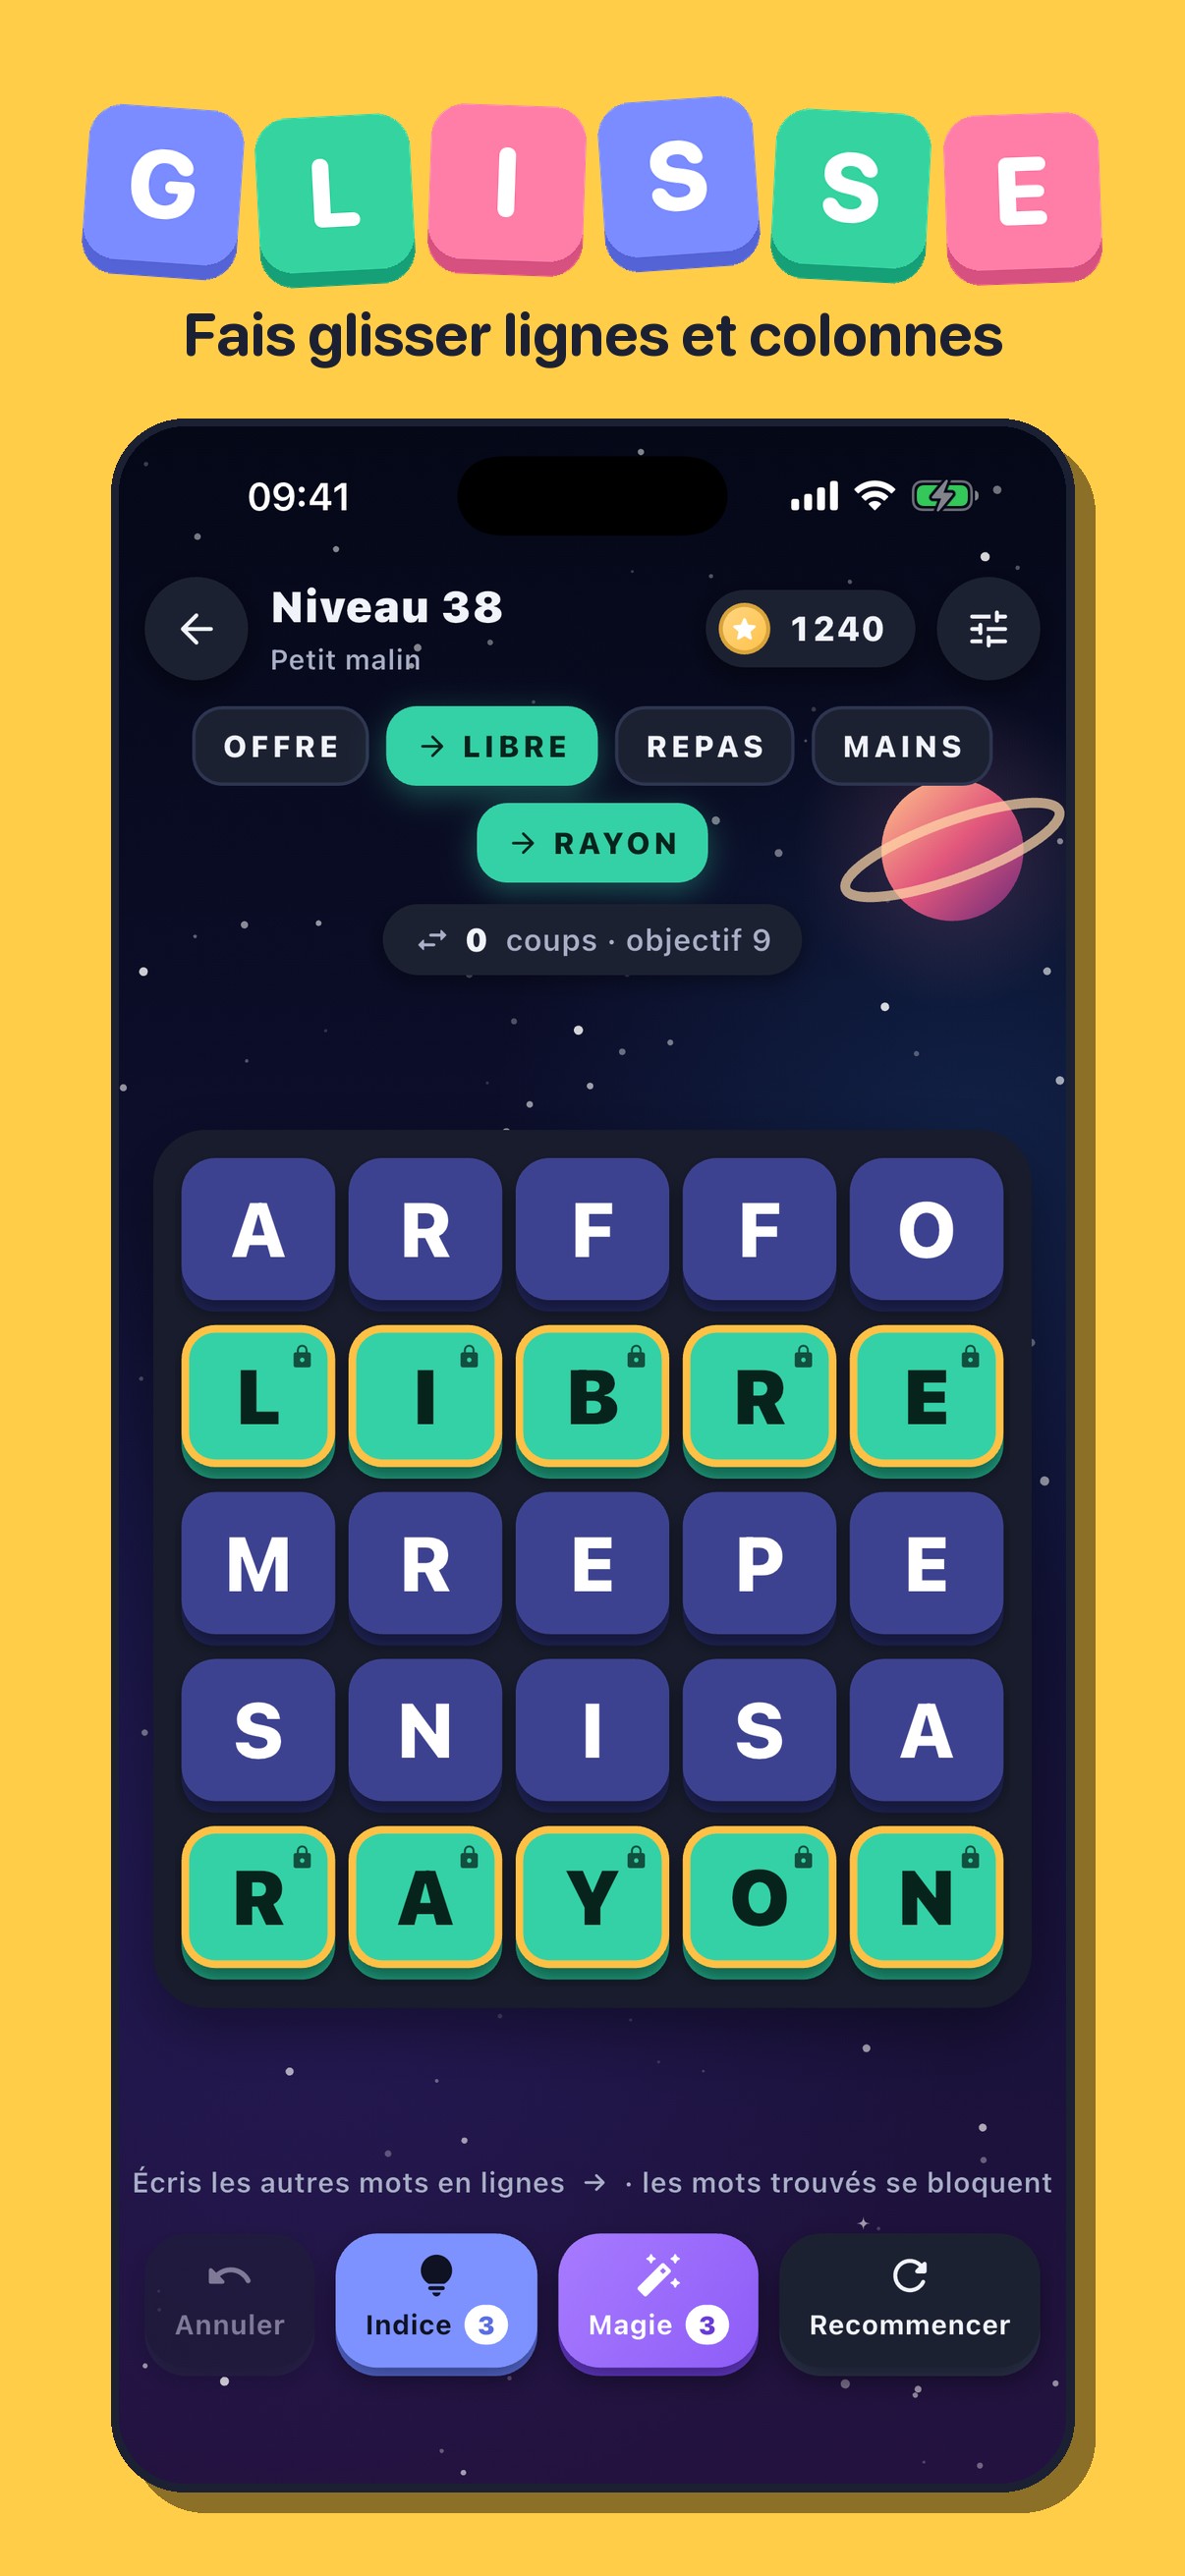 GLISSE
Fais glisser lignes et colonnes
09:41
Niveau 38
Petit malin
1240
OFFRE → LIBRE REPAS MAINS
→ RAYON
0 coups · objectif 9
A R F F O
L I B R E
M R E P E
S N I S A
R A Y O N
Écris les autres mots en lignes → · les mots trouvés se bloquent
Annuler Indice 3 Magie 3 Recommencer